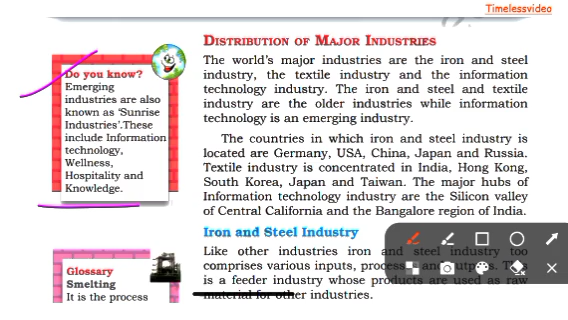 Timelessvideo
Do you know?
Emerging
industries are also
known as ‘Sunrise
Industries’.These
include Information
technology,
Wellness,
Hospitality and
Knowledge.
Glossary
Smelting
It is the process
DISTRIBUTION OF MAJOR INDUSTRIES
The world’s major industries are the iron and steel
industry, the textile industry and the information
technology industry. The iron and steel and textile
industry are the older industries while information
technology is an emerging industry.
The countries in which iron and steel industry is
located are Germany, USA, China, Japan and Russia.
Textile industry is concentrated in India, Hong Kong,
South Korea, Japan and Taiwan. The major hubs of
Information technology industry are the Silicon valley
of Central California and the Bangalore region of India.
Iron and Steel Industry
Like other industries iron and steel industry too
comprises various inputs, processes and outputs. This
is a feeder industry whose products are used as raw
material for other industries.